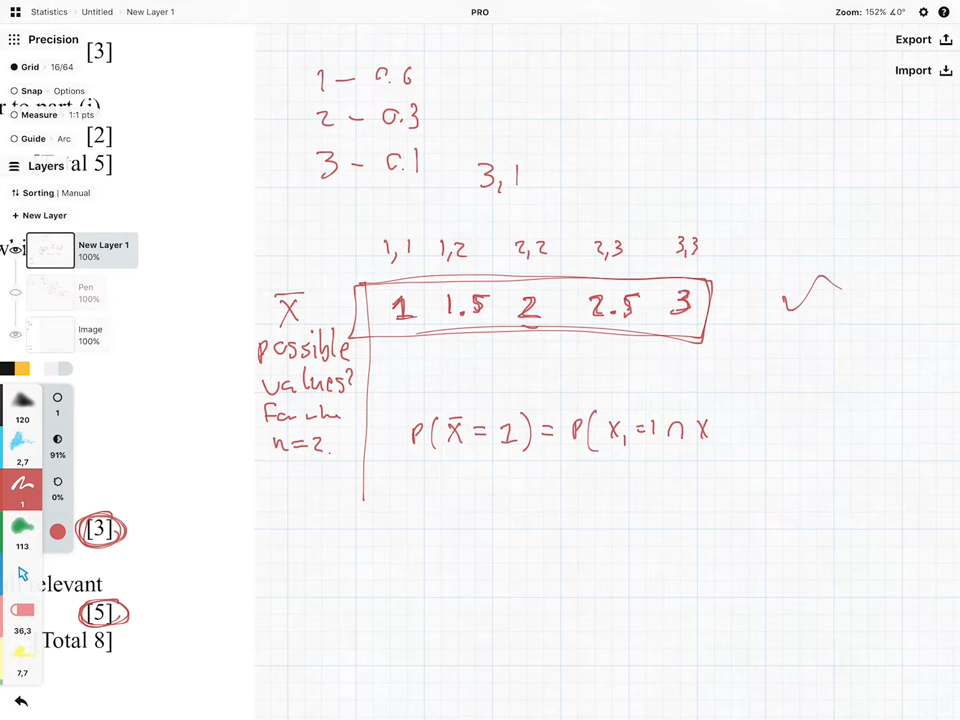 Statistics › Untitled › New Layer 1
PRO
Zoom: 152% ∡0°
Precision
Export
Import
Grid • 16/64
Snap • Options
Measure • 1:1 pts
Guide • Arc
Layers
Sorting | Manual
New Layer
New Layer 1
100%
Pen
100%
Image
100%
[3]
r to part (i)
[2]
al 5]
120
1
2,7
91%
1
0%
113
36,3
7,7
[3]
relevant
[5]
Total 8]
1 – 0.6
2 – 0.3
3 – 0.1
3, 1
1, 1 1,2 2,2 2,3 3,3
X̄ 1 1.5 2 2.5 3
possible
values?
n = 2.
P( X̄ = 1 ) = P( X₁ = 1 ∩ X